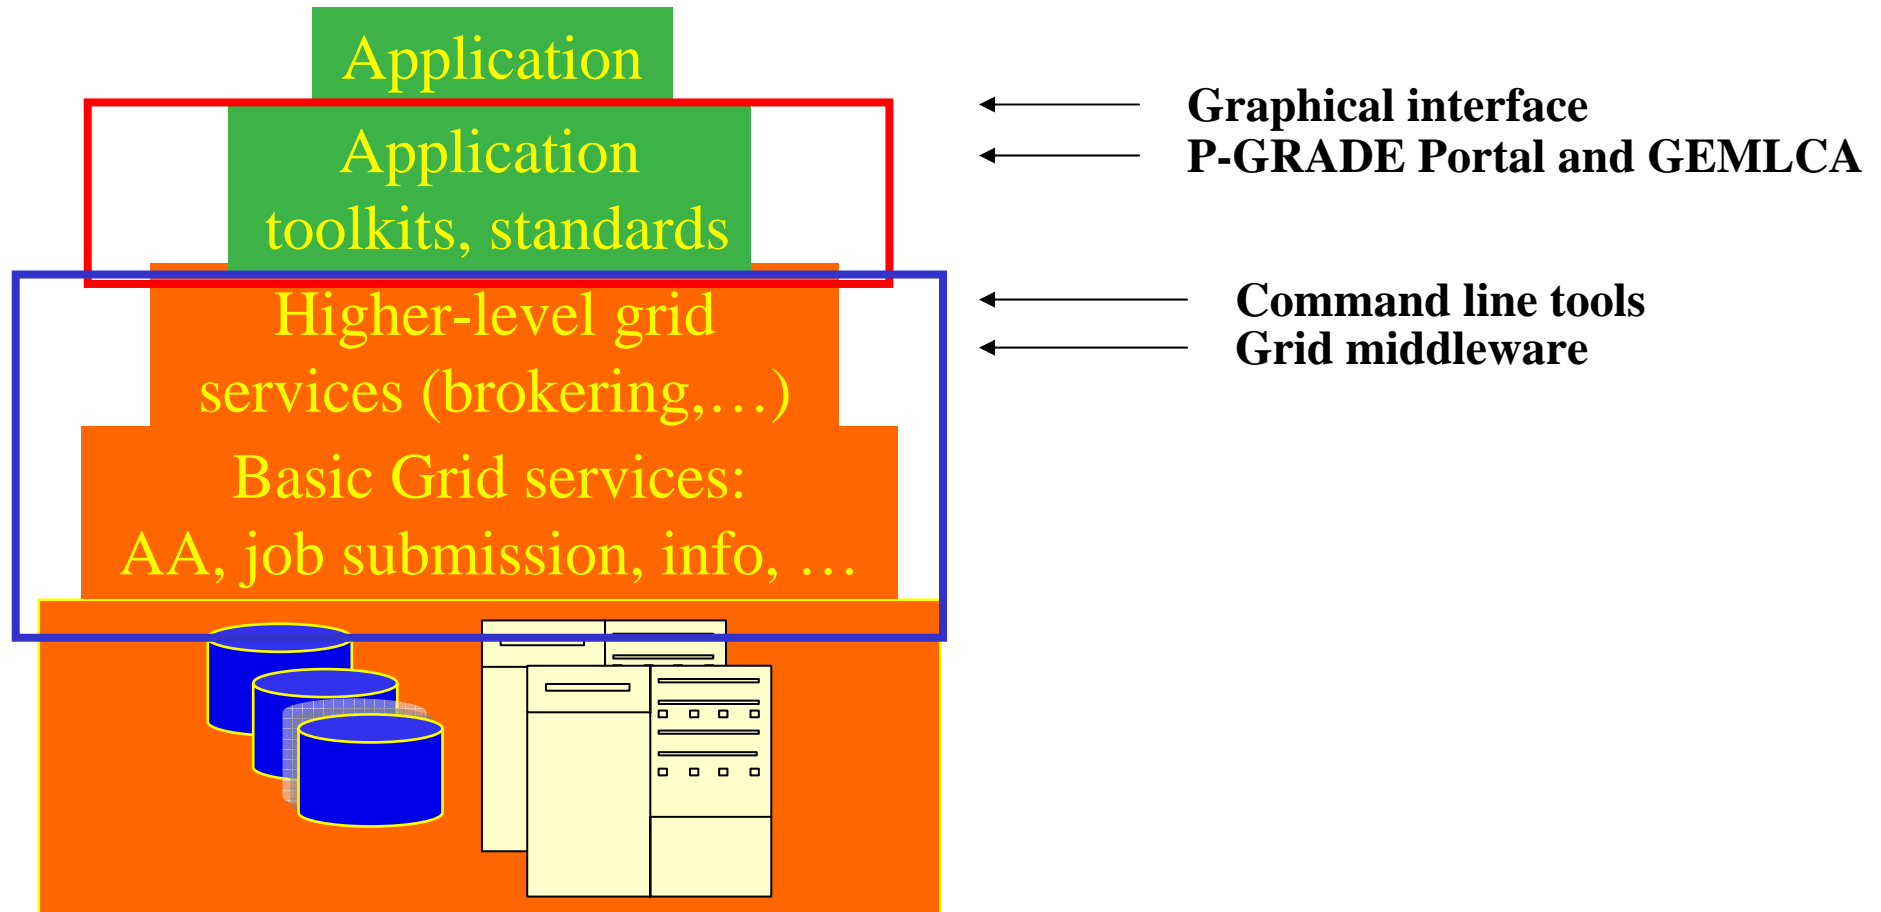 Application
Application
toolkits, standards
Higher-level grid
services (brokering,…)
Basic Grid services:
AA, job submission, info, …
Graphical interface
P-GRADE Portal and GEMLCA
Command line tools
Grid middleware